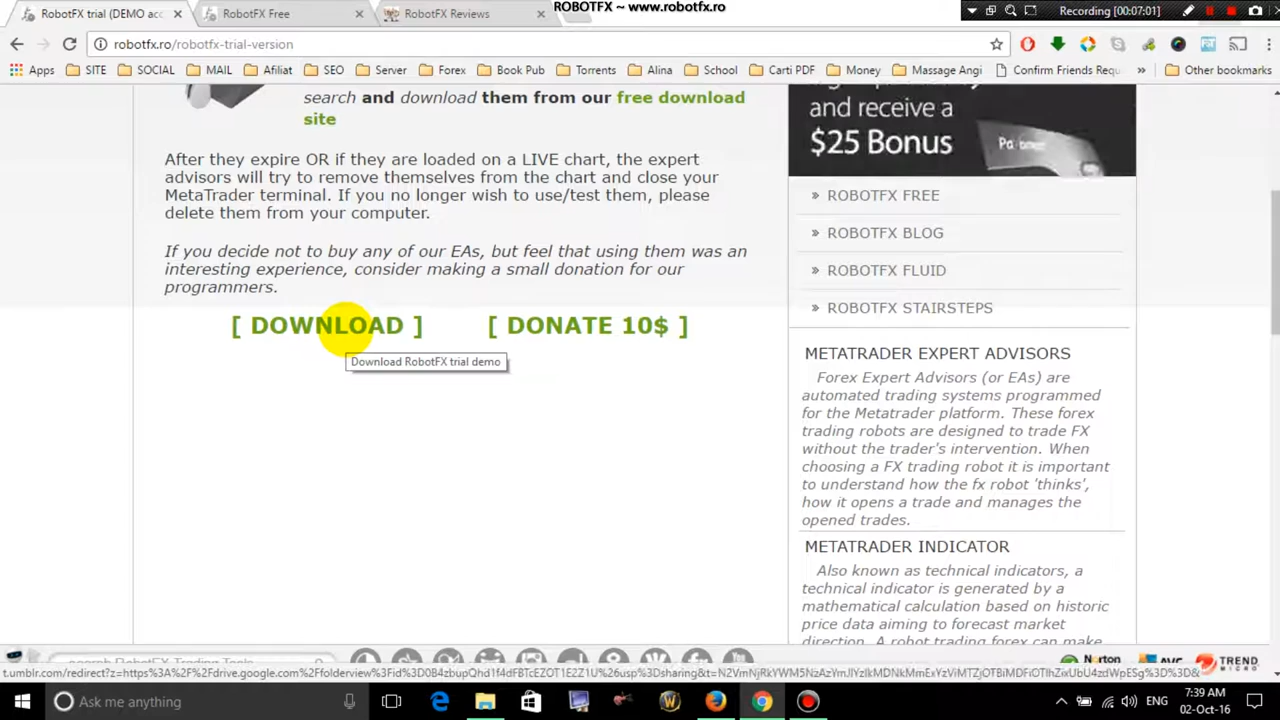 ROBOTFX ~ www.robotfx.ro
RobotFX trial (DEMO acc
RobotFX Free
RobotFX Reviews
Recording [00:07:01]
robotfx.ro/robotfx-trial-version
Apps
SITE
SOCIAL
MAIL
Afiliat
SEO
Server
Forex
Book Pub
Torrents
Alina
School
Carti PDF
Money
Massage Angi
Confirm Friends Requ
»
Other bookmarks
search and download them from our free download
site
After they expire OR if they are loaded on a LIVE chart, the expert
advisors will try to remove themselves from the chart and close your
MetaTrader terminal. If you no longer wish to use/test them, please
delete them from your computer.
If you decide not to buy any of our EAs, but feel that using them was an
interesting experience, consider making a small donation for our
programmers.
[ DOWNLOAD ]
[ DONATE 10$ ]
Download RobotFX trial demo
and receive a
$25 Bonus
» ROBOTFX FREE
» ROBOTFX BLOG
» ROBOTFX FLUID
» ROBOTFX STAIRSTEPS
METATRADER EXPERT ADVISORS
Forex Expert Advisors (or EAs) are
automated trading systems programmed
for the Metatrader platform. These forex
trading robots are designed to trade FX
without the trader's intervention. When
choosing a FX trading robot it is important
to understand how the fx robot 'thinks',
how it opens a trade and manages the
opened trades.
METATRADER INDICATOR
Also known as technical indicators, a
technical indicator is generated by a
mathematical calculation based on historic
price data aiming to forecast market
direction. A robot trading forex can make
search RobotFX Trading Tools
Norton
AVG
TREND
Ask me anything
ENG
7:39 AM
02-Oct-16